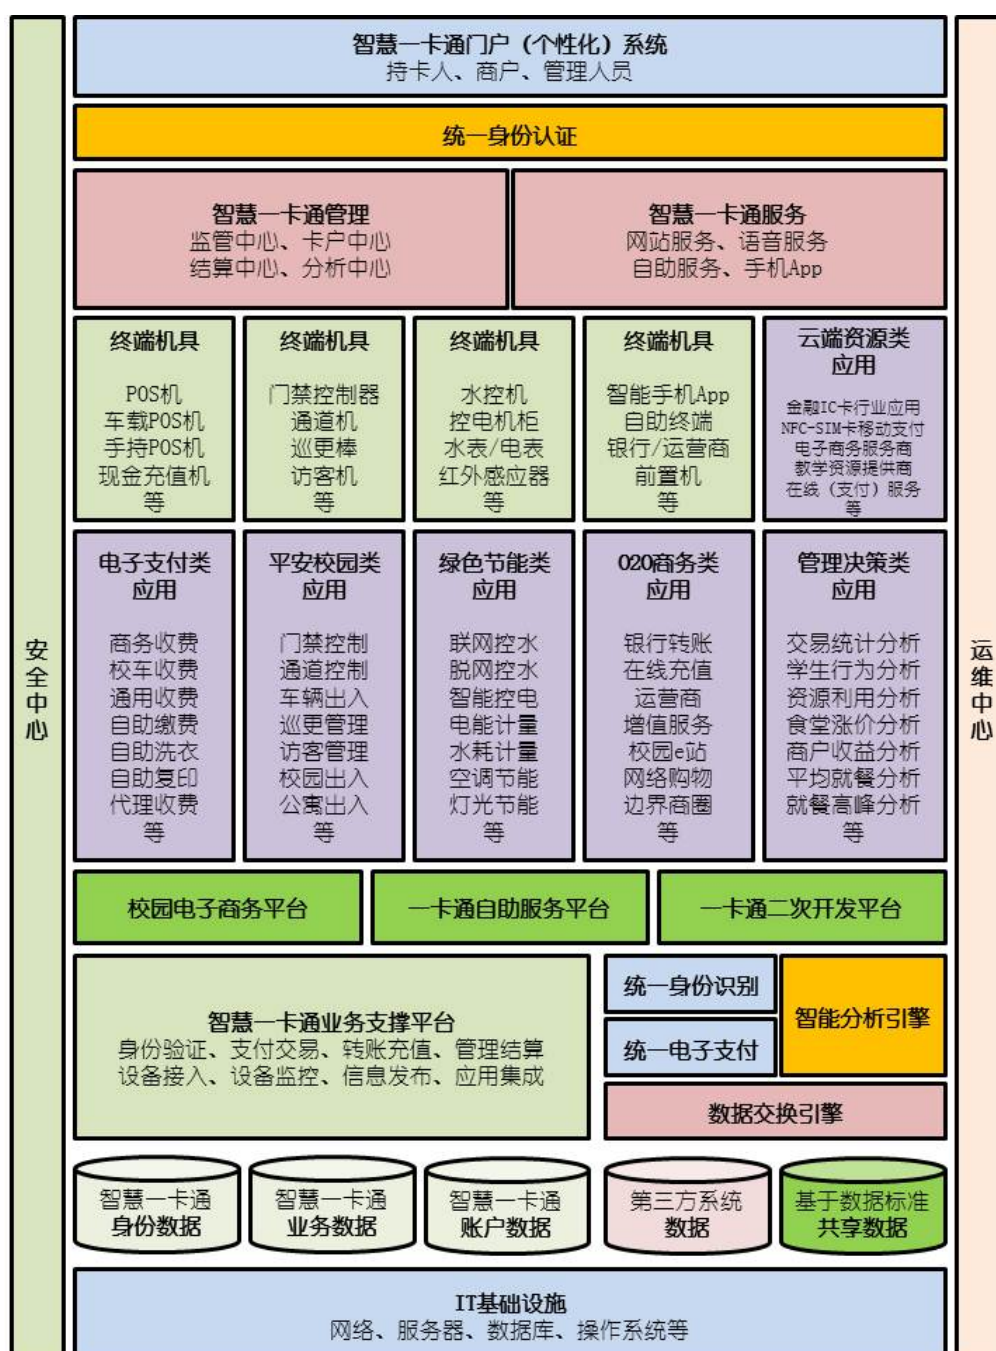 智慧一卡通门户（个性化）系统
持卡人、商户、管理人员
统一身份认证
智慧一卡通管理
监管中心、卡户中心
结算中心、分析中心
智慧一卡通服务
网站服务、语音服务
自助服务、手机App
终端机具
POS机
车载POS机
手持POS机
现金充值机
等
终端机具
门禁控制器
通道机
巡更棒
访客机
等
终端机具
水控机
控电机柜
水表/电表
红外感应器
等
终端机具
智能手机App
自助终端
银行/运营商
前置机
等
云端资源类
应用
金融IC卡行业应用
NFC-SIM卡移动支付
电子商务服务商
教学资源提供商
在线（支付）服务
等
电子支付类
应用
商务收费
校车收费
通用收费
自助缴费
自助洗衣
自助复印
代理收费
等
平安校园类
应用
门禁控制
通道控制
车辆出入
巡更管理
访客管理
校园出入
公寓出入
等
绿色节能类
应用
联网控水
脱网控水
智能控电
电能计量
水耗计量
空调节能
灯光节能
等
O2O商务类
应用
银行转账
在线充值
运营商
增值服务
校园e站
网络购物
边界商圈
等
管理决策类
应用
交易统计分析
学生行为分析
资源利用分析
食堂涨价分析
商户收益分析
平均就餐分析
就餐高峰分析
等
安全中心
运维中心
校园电子商务平台
一卡通自助服务平台
一卡通二次开发平台
智慧一卡通业务支撑平台
身份验证、支付交易、转账充值、管理结算
设备接入、设备监控、信息发布、应用集成
统一身份识别
统一电子支付
智能分析引擎
数据交换引擎
智慧一卡通
身份数据
智慧一卡通
业务数据
智慧一卡通
账户数据
第三方系统
数据
基于数据标准
共享数据
IT基础设施
网络、服务器、数据库、操作系统等